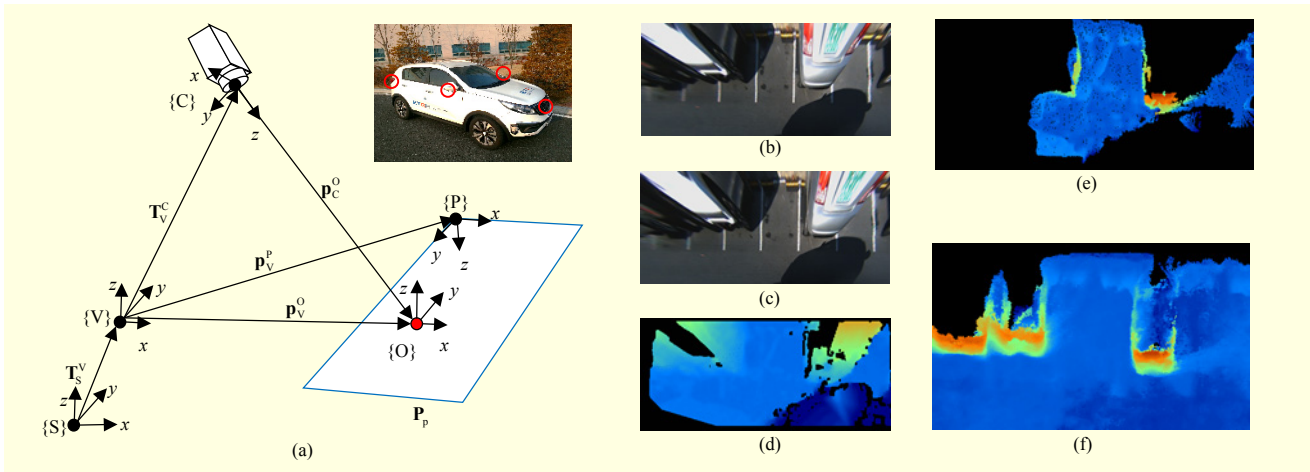 x
{C}
y
z
T_V^C
p_C^O
{P}
x
y
z
p_V^P
z
y
{V}
x
p_V^O
z
y
x
{O}
T_S^V
z
y
{S}
x
P_p
(a)
(b)
(c)
(d)
(e)
(f)